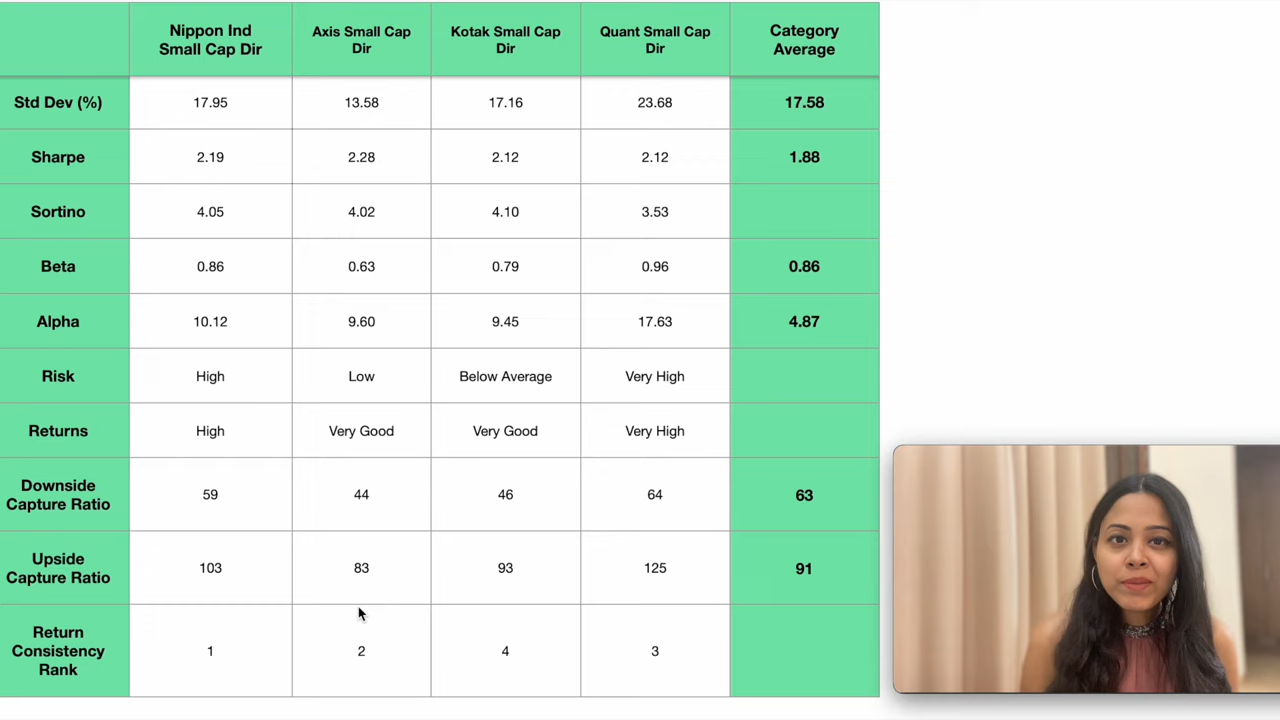 Nippon Ind
Small Cap Dir
Axis Small Cap
Dir
Kotak Small Cap
Dir
Quant Small Cap
Dir
Category
Average
Std Dev (%)
17.95
13.58
17.16
23.68
17.58
Sharpe
2.19
2.28
2.12
2.12
1.88
Sortino
4.05
4.02
4.10
3.53
Beta
0.86
0.63
0.79
0.96
0.86
Alpha
10.12
9.60
9.45
17.63
4.87
Risk
High
Low
Below Average
Very High
Returns
High
Very Good
Very Good
Very High
Downside
Capture Ratio
59
44
46
64
63
Upside
Capture Ratio
103
83
93
125
91
Return
Consistency
Rank
1
2
4
3